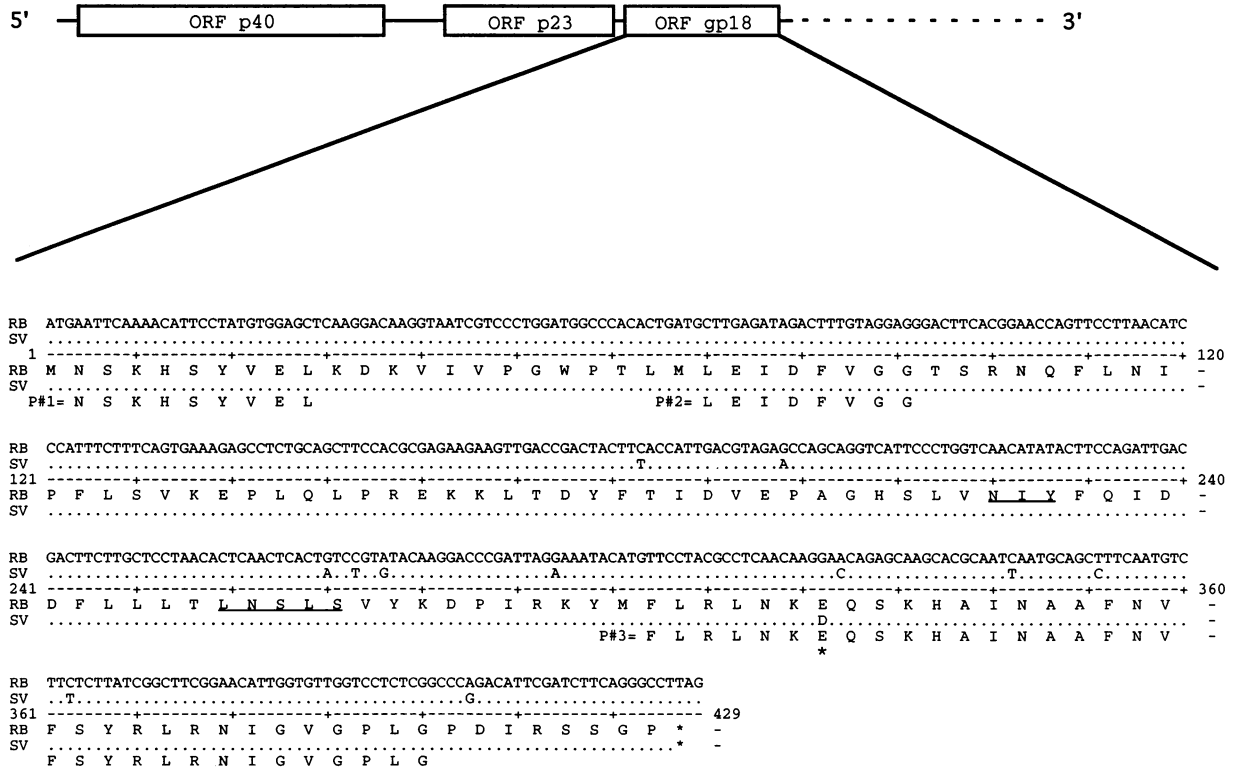 5' ORF p40 ORF p23 ORF gp18 3'
RB ATGAATTCAAAACATTCCTATGTGGAGCTCAAGGACAAGGTAATCGTCCCTGGATGGCCCACACTGATGCTTGAGATAGACTTTGTAGGAGGGACTTCACGGAACCAGTTCCTTAACATC
SV ........................................................................................................................
1 ---------+---------+---------+---------+---------+---------+---------+---------+---------+---------+---------+---------+ 120
RB M N S K H S Y V E L K D K V I V P G W P T L M L E I D F V G G T S R N Q F L N I -
SV ........................................................................................................................ -
P#1= N S K H S Y V E L P#2= L E I D F V G G
RB CCATTTCTTTCAGTGAAAGAGCCTCTGCAGCTTCCACGCGAGAAGAAGTTGACCGACTACTTCACCATTGACGTAGAGCCAGCAGGTCATTCCCTGGTCAACATATACTTCCAGATTGAC
SV ..............................................................T..............A..........................................
121 ---------+---------+---------+---------+---------+---------+---------+---------+---------+---------+---------+---------+ 240
RB P F L S V K E P L Q L P R E K K L T D Y F T I D V E P A G H S L V N I Y F Q I D -
SV ........................................................................................................................ -
RB GACTTCTTGCTCCTAACACTCAACTCACTGTCCGTATACAAGGACCCGATTAGGAAATACATGTTCCTACGCCTCAACAAGGAACAGAGCAAGCACGCAATCAATGCAGCTTTCAATGTC
SV .............................A..T..G.................A.............................C.................T........C.........
241 ---------+---------+---------+---------+---------+---------+---------+---------+---------+---------+---------+---------+ 360
RB D F L L L T L N S L S V Y K D P I R K Y M F L R L N K E Q S K H A I N A A F N V -
SV ..................................................................................D..................................... -
P#3= F L R L N K E Q S K H A I N A A F N V -
*
RB TTCTCTTATCGGCTTCGGAACATTGGTGTTGGTCCTCTCGGCCCAGACATTCGATCTTCAGGGCCTTAG
SV ..T.........................................G........................
361 ---------+---------+---------+---------+---------+---------+--------- 429
RB F S Y R L R N I G V G P L G P D I R S S G P * -
SV ..................................................................* -
F S Y R L R N I G V G P L G